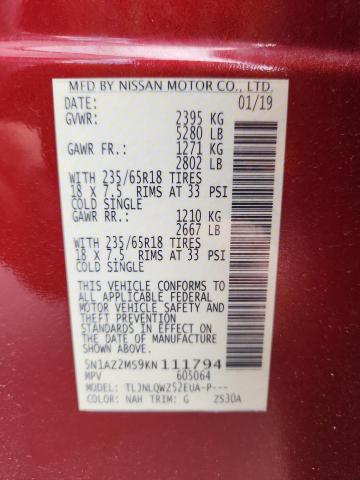 MFD BY NISSAN MOTOR CO., LTD.
DATE: 01/19
GVWR: 2395 KG
5280 LB
GAWR FR.: 1271 KG
2802 LB
WITH 235/65R18 TIRES
18 X 7.5 RIMS AT 33 PSI
COLD SINGLE
GAWR RR.: 1210 KG
2667 LB
WITH 235/65R18 TIRES
18 X 7.5 RIMS AT 33 PSI
COLD SINGLE
THIS VEHICLE CONFORMS TO
ALL APPLICABLE FEDERAL
MOTOR VEHICLE SAFETY AND
STANDARDS IN EFFECT ON
THE DATE OF MANUFACTURE
SHOWN ABOVE.
5N1AZ2MS9KN111794
MPV 605064
MODEL: TLJNLQWZ52EUA-P---
COLOR: NAH TRIM: G ZS30A